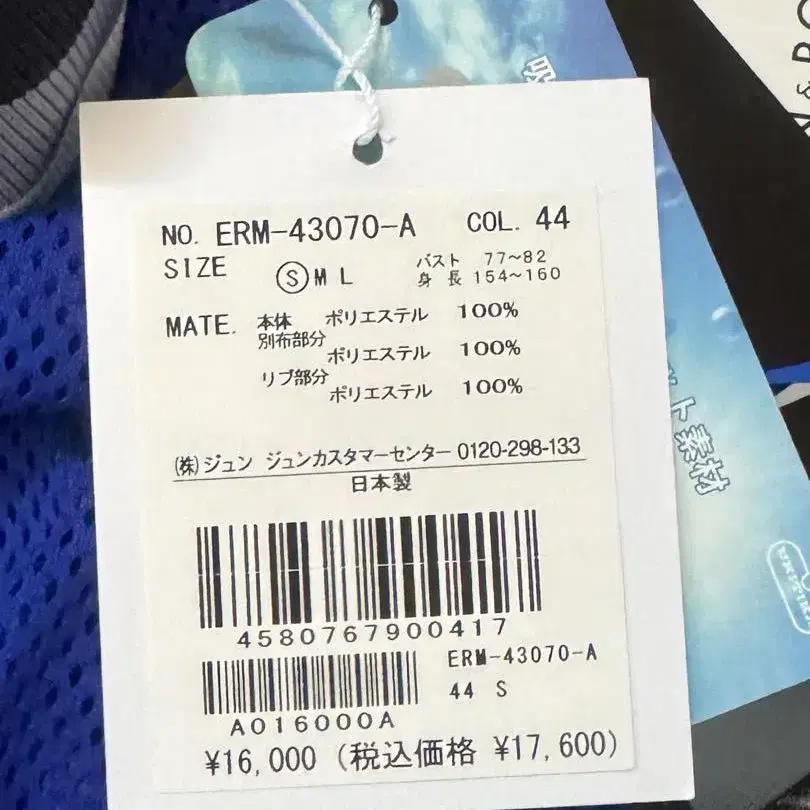 NO. ERM-43070-A COL. 44
SIZE Ⓢ M L バスト 77~82
身長 154~160
MATE. 本体 ポリエステル 100%
別布部分
ポリエステル 100%
リブ部分
ポリエステル 100%
(株)ジュン ジュンカスタマーセンター 0120-298-133
日本製
4580767900417
ERM-43070-A
44 S
A016000A
¥16,000 (税込価格 ¥17,600)
ト素材